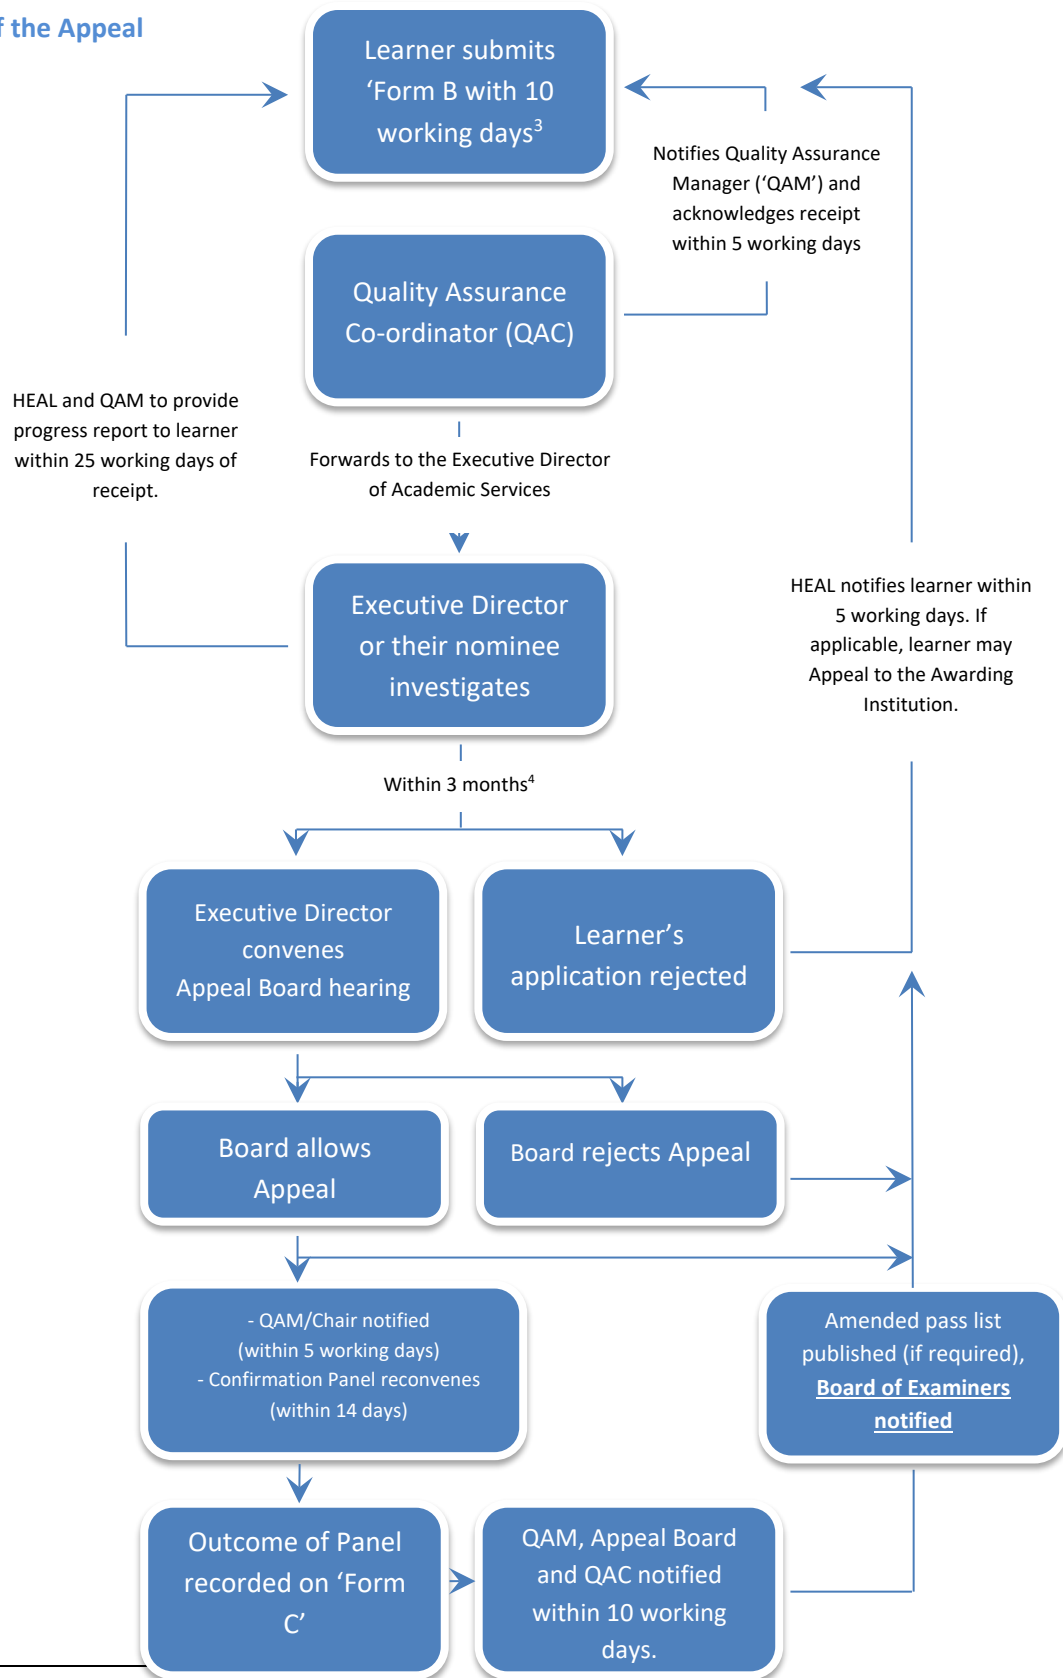 f the Appeal
Learner submits
‘Form B with 10
working days3
Notifies Quality Assurance
Manager (‘QAM’) and
acknowledges receipt
within 5 working days
Quality Assurance
Co-ordinator (QAC)
HEAL and QAM to provide
progress report to learner
within 25 working days of
receipt.
Forwards to the Executive Director
of Academic Services
Executive Director
or their nominee
investigates
HEAL notifies learner within
5 working days. If
applicable, learner may
Appeal to the Awarding
Institution.
Within 3 months4
Executive Director
convenes
Appeal Board hearing
Learner’s
application rejected
Board allows
Appeal
Board rejects Appeal
- QAM/Chair notified
(within 5 working days)
- Confirmation Panel reconvenes
(within 14 days)
Amended pass list
published (if required),
Board of Examiners
notified
Outcome of Panel
recorded on ‘Form
C’
QAM, Appeal Board
and QAC notified
within 10 working
days.